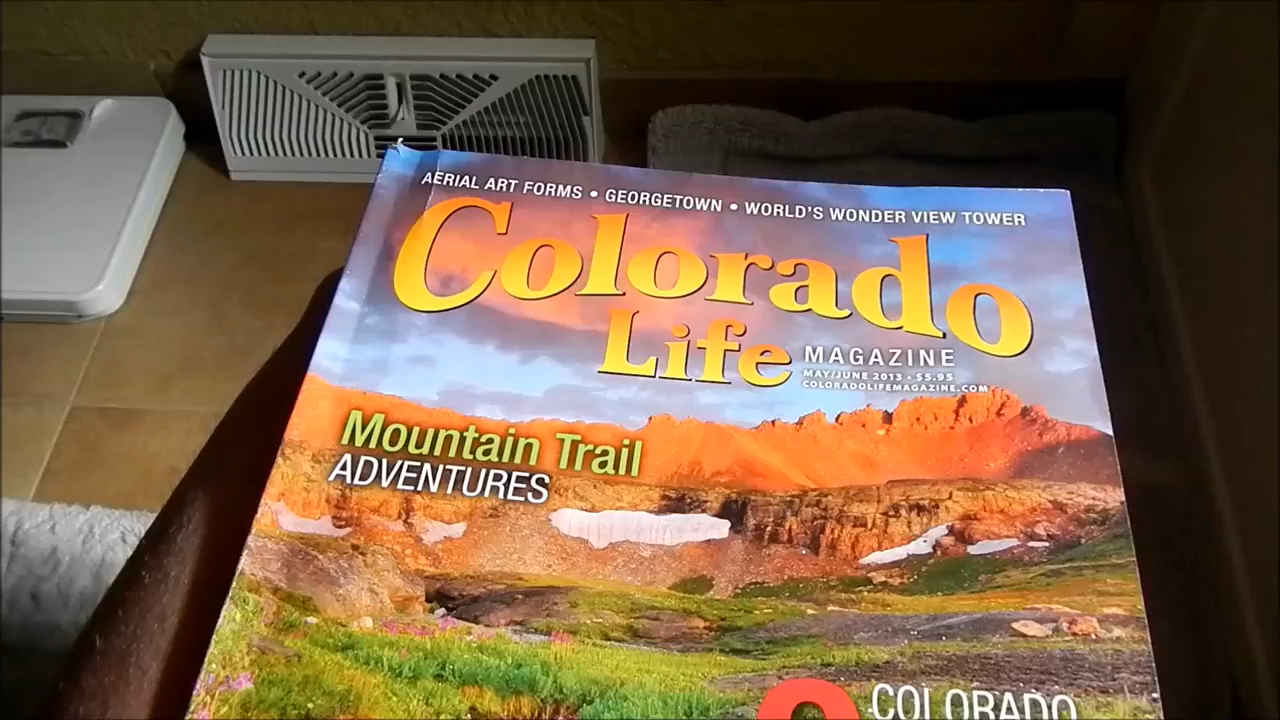 AERIAL ART FORMS • GEORGETOWN • WORLD'S WONDER VIEW TOWER
Colorado
Life
MAGAZINE
MAY/JUNE 2013 • $5.95
COLORADOLIFEMAGAZINE.COM
Mountain Trail
ADVENTURES
COLORADO